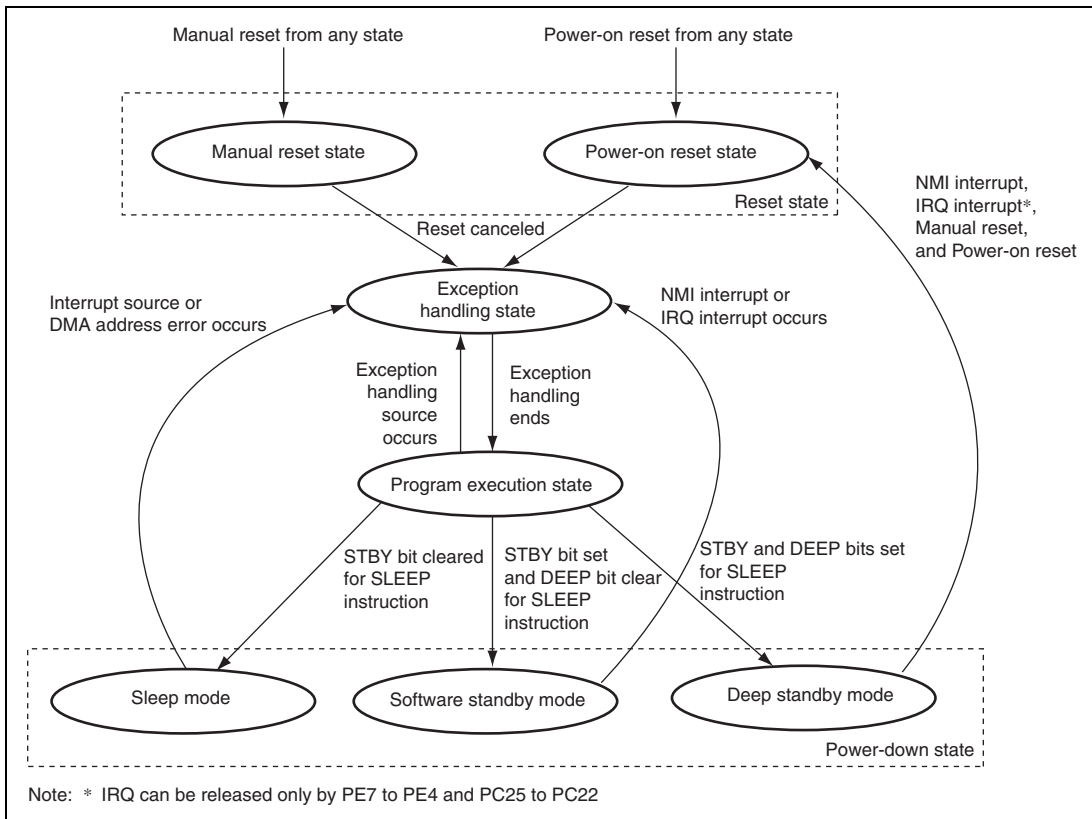 Manual reset from any state
Power-on reset from any state
Manual reset state
Power-on reset state
Reset state
NMI interrupt,
IRQ interrupt*,
Manual reset,
and Power-on reset
Reset canceled
Exception
handling state
Interrupt source or
DMA address error occurs
NMI interrupt or
IRQ interrupt occurs
Exception
handling
source
occurs
Exception
handling
ends
Program execution state
STBY bit cleared
for SLEEP
instruction
STBY bit set
and DEEP bit clear
for SLEEP
instruction
STBY and DEEP bits set
for SLEEP
instruction
Sleep mode
Software standby mode
Deep standby mode
Power-down state
Note: * IRQ can be released only by PE7 to PE4 and PC25 to PC22